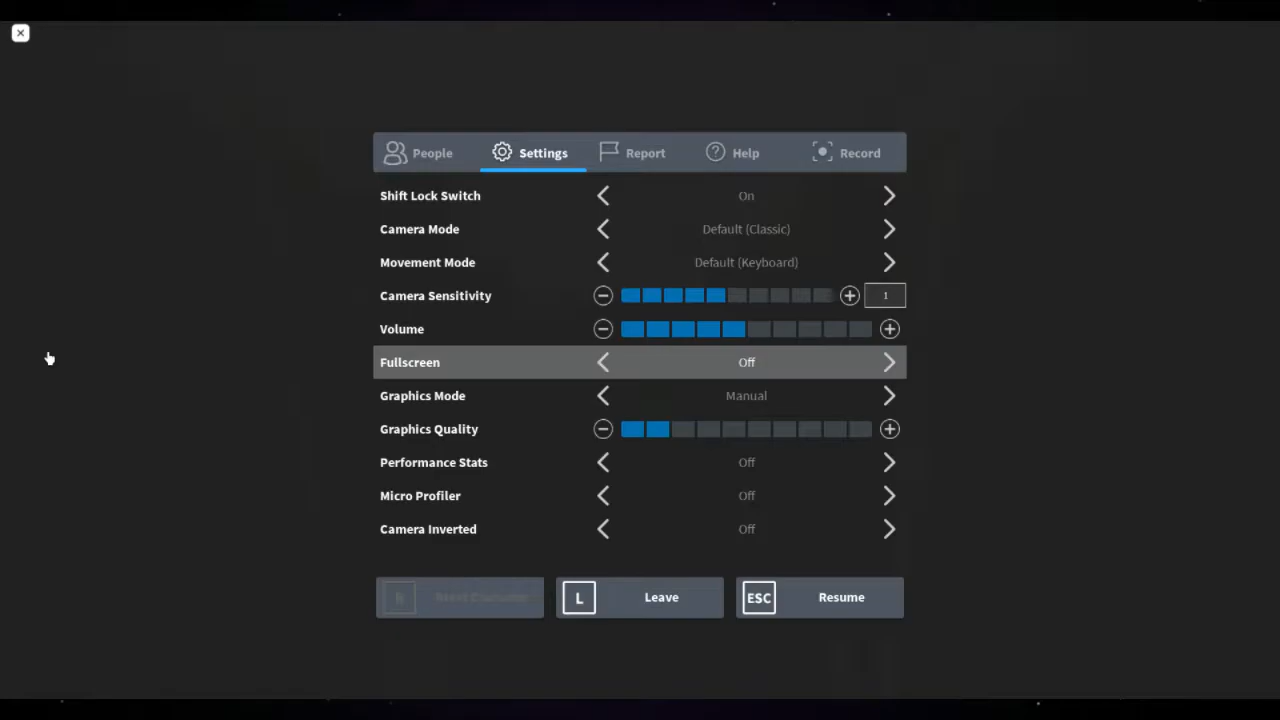 People Settings Report Help Record
Shift Lock Switch On
Camera Mode Default (Classic)
Movement Mode Default (Keyboard)
Camera Sensitivity 1
Volume
Fullscreen Off
Graphics Mode Manual
Graphics Quality
Performance Stats Off
Micro Profiler Off
Camera Inverted Off
L Leave ESC Resume